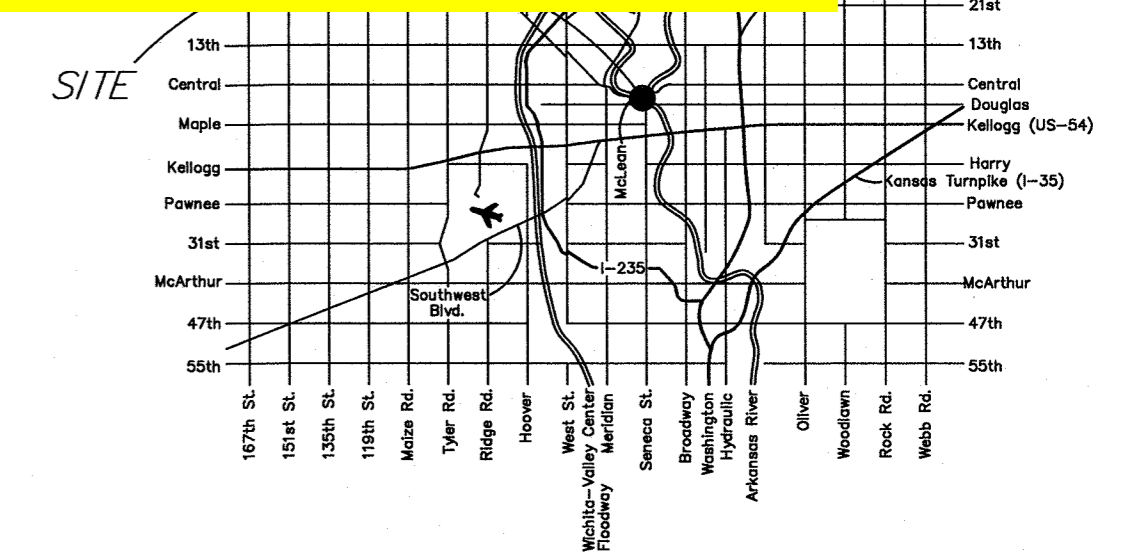 21st
13th
13th
SITE
Central
Central
Douglas
Maple
Kellogg (US-54)
Kellogg
Harry
McLean
Kansas Turnpike (I-35)
Pawnee
Pawnee
31st
31st
I-235
McArthur
McArthur
Southwest
Blvd.
47th
47th
55th
55th
167th St.
151st St.
135th St.
119th St.
Maize Rd.
Tyler Rd.
Ridge Rd.
Hoover
West St.
Wichita-Valley Center
Floodway
Meridian
Seneca St.
Broadway
Washington
Hydraulic
Arkansas River
Oliver
Woodlawn
Rock Rd.
Webb Rd.